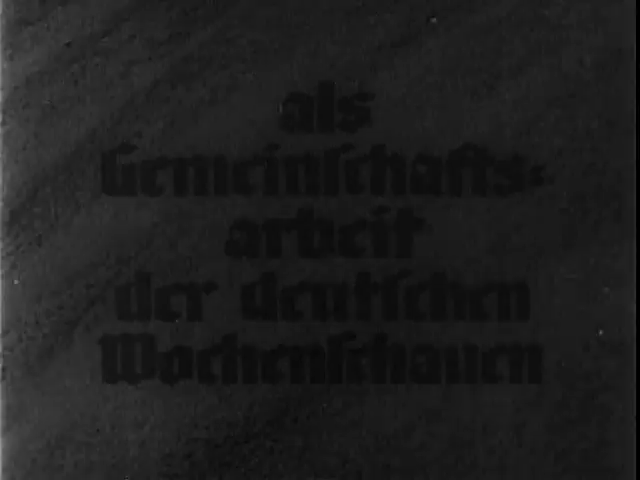 als
Gemeinschafts-
arbeit
der deutschen
Wochenschauen